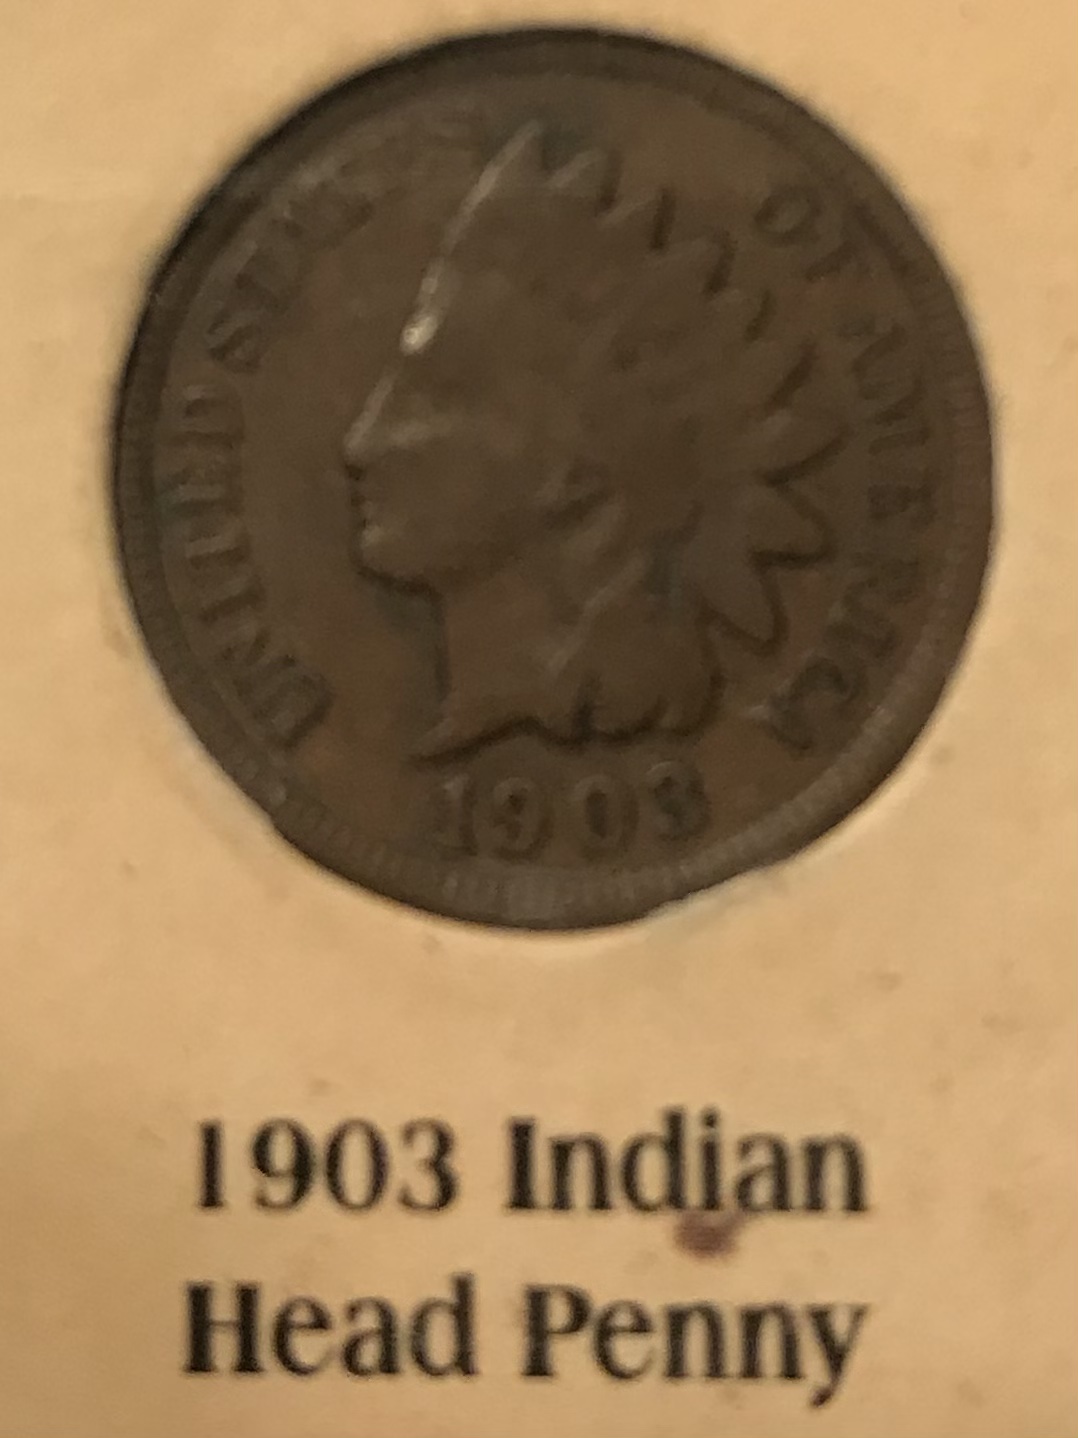 UNITED STATES OF AMERICA
1903
1903 Indian
Head Penny